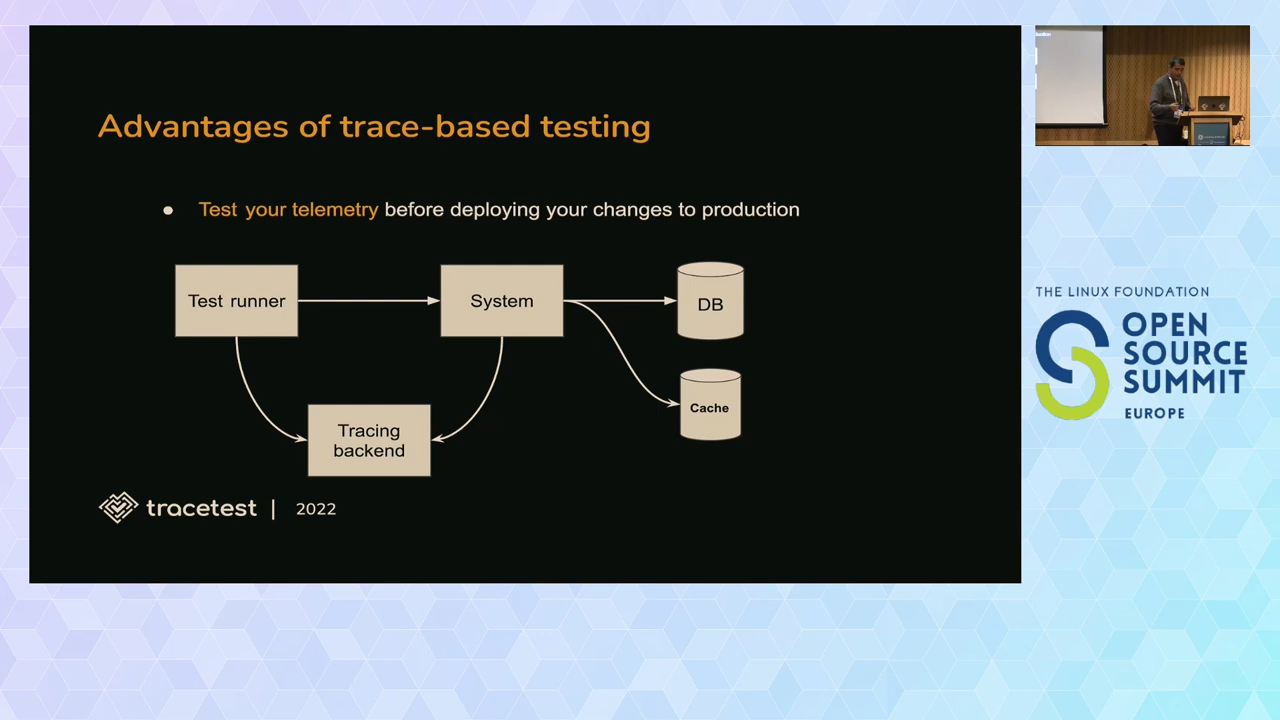 Advantages of trace-based testing
● Test your telemetry before deploying your changes to production
Test runner
System
DB
Cache
Tracing
backend
tracetest | 2022
THE LINUX FOUNDATION
OPEN
SOURCE
SUMMIT
EUROPE